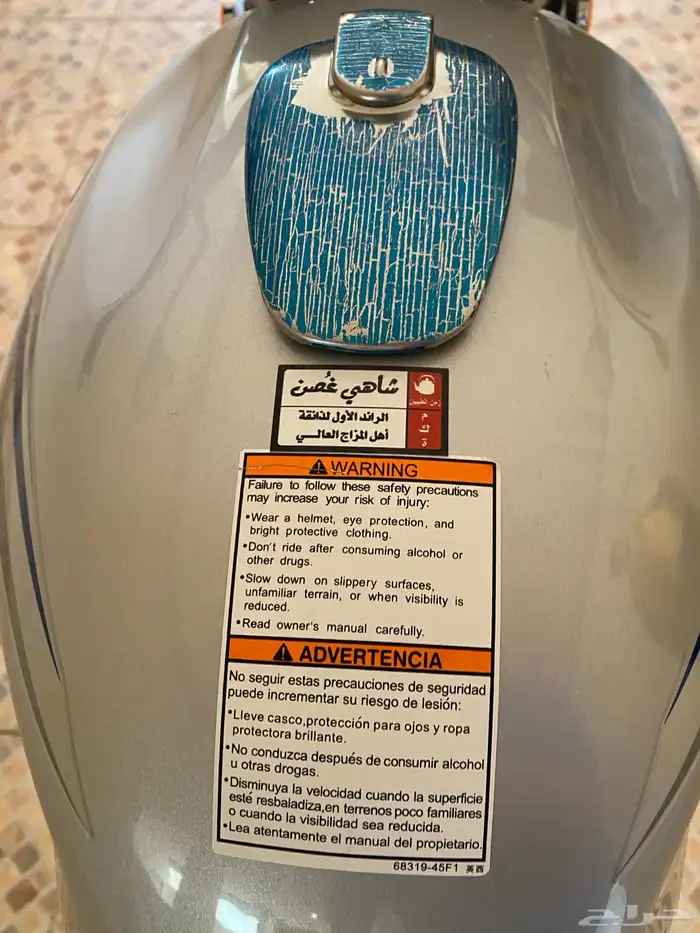 شاهي غُصن
زمن الطيبين
الرائد الأول لذائقة
أهل المزاج العالــي
م
ك
ة
WARNING
Failure to follow these safety precautions
may increase your risk of injury:
•Wear a helmet, eye protection, and
bright protective clothing.
•Don't ride after consuming alcohol or
other drugs.
•Slow down on slippery surfaces,
unfamiliar terrain, or when visibility is
reduced.
•Read owner's manual carefully.
ADVERTENCIA
No seguir estas precauciones de seguridad
puede incrementar su riesgo de lesión:
•Lleve casco,protección para ojos y ropa
protectora brillante.
•No conduzca después de consumir alcohol
u otras drogas.
•Disminuya la velocidad cuando la superficie
esté resbaladiza,en terrenos poco familiares
o cuando la visibilidad sea reducida.
•Lea atentamente el manual del propietario.
68319-45F1 英西
حراج